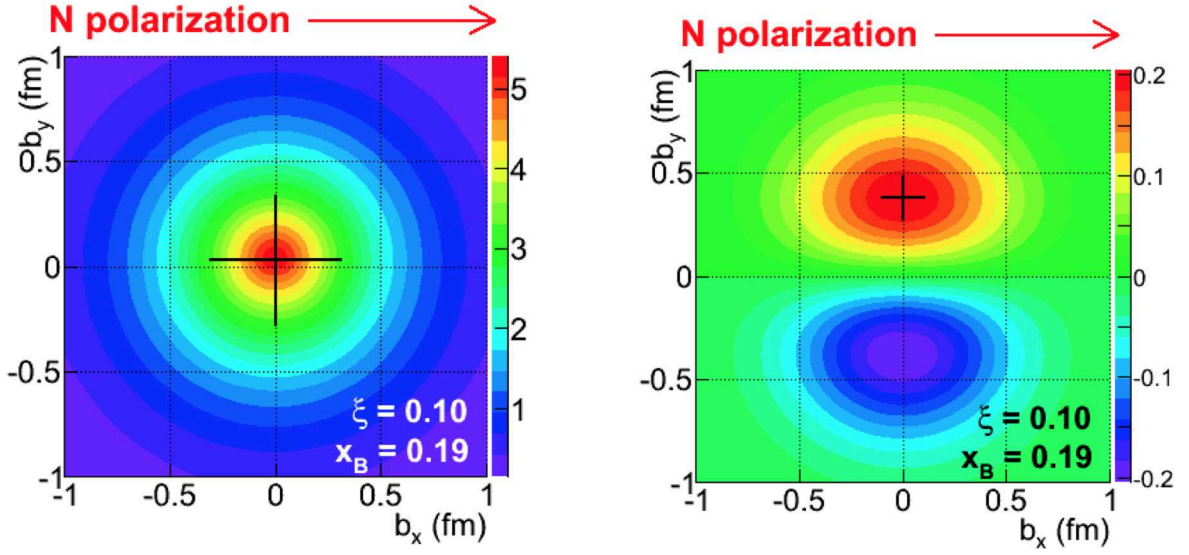 N polarization
b_y (fm)
1
0.5
0
-0.5
-1
-1 -0.5 0 0.5 1
b_x (fm)
ξ = 0.10
x_B = 0.19
5
4
3
2
1
N polarization
b_y (fm)
1
0.5
0
-0.5
-1
-1 -0.5 0 0.5 1
b_x (fm)
ξ = 0.10
x_B = 0.19
0.2
0.1
0
-0.1
-0.2